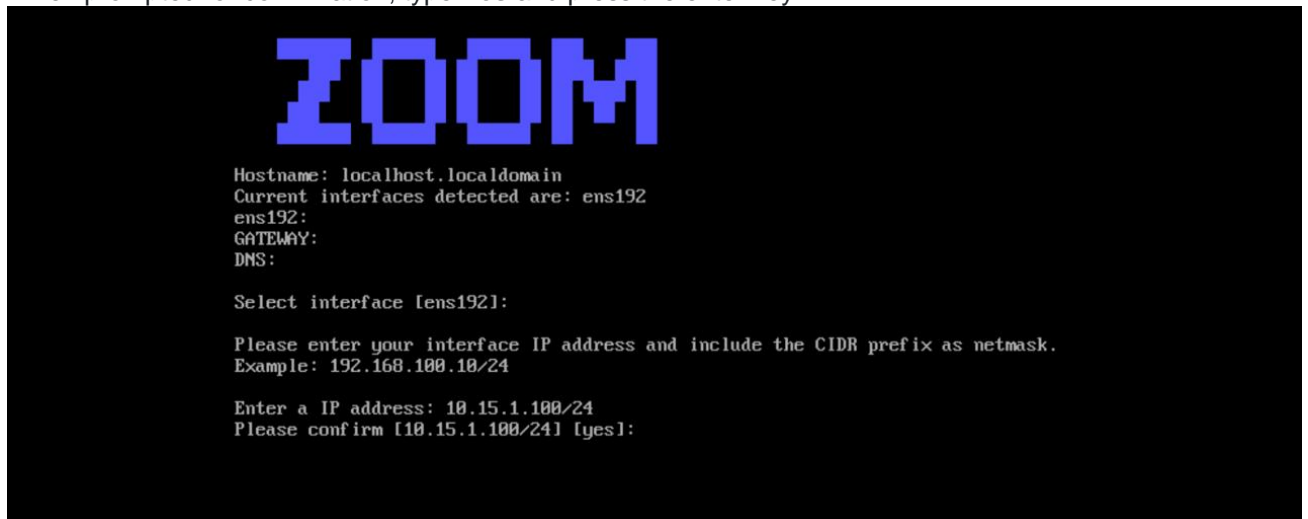 ZOOM
Hostname: localhost.localdomain
Current interfaces detected are: ens192
ens192:
GATEWAY:
DNS:
Select interface [ens192]:
Please enter your interface IP address and include the CIDR prefix as netmask.
Example: 192.168.100.10/24
Enter a IP address: 10.15.1.100/24
Please confirm [10.15.1.100/24] [yes]: